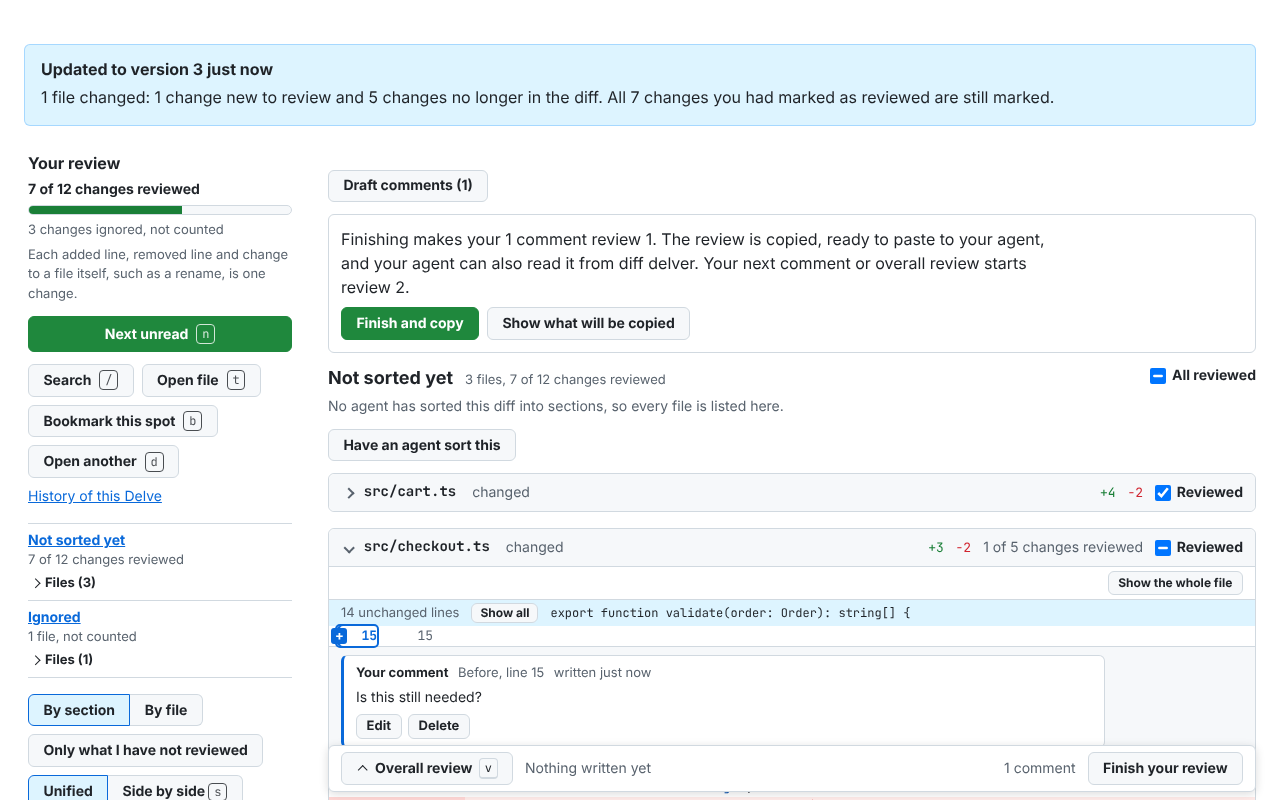 Updated to version 3 just now
1 file changed: 1 change new to review and 5 changes no longer in the diff. All 7 changes you had marked as reviewed are still marked.
Your review
7 of 12 changes reviewed
3 changes ignored, not counted
Each added line, removed line and change
to a file itself, such as a rename, is one
change.
Next unread n
Search / Open file t
Bookmark this spot b
Open another d
History of this Delve
Not sorted yet
7 of 12 changes reviewed
Files (3)
Ignored
1 file, not counted
Files (1)
By section By file
Only what I have not reviewed
Unified Side by side s
Draft comments (1)
Finishing makes your 1 comment review 1. The review is copied, ready to paste to your agent,
and your agent can also read it from diff delver. Your next comment or overall review starts
review 2.
Finish and copy Show what will be copied
Not sorted yet 3 files, 7 of 12 changes reviewed All reviewed
No agent has sorted this diff into sections, so every file is listed here.
Have an agent sort this
src/cart.ts changed +4 -2 Reviewed
src/checkout.ts changed +3 -2 1 of 5 changes reviewed Reviewed
Show the whole file
14 unchanged lines Show all export function validate(order: Order): string[] {
+ 15 15
Your comment Before, line 15 written just now
Is this still needed?
Edit Delete
Overall review v Nothing written yet 1 comment Finish your review